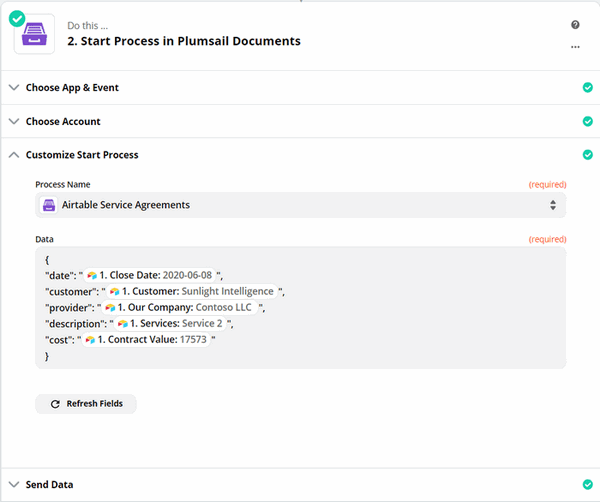 Do this ...
2. Start Process in Plumsail Documents
Choose App & Event
Choose Account
Customize Start Process
Process Name (required)
Airtable Service Agreements
Data (required)
{
"date": " 1. Close Date: 2020-06-08 ",
"customer": " 1. Customer: Sunlight Intelligence ",
"provider": " 1. Our Company: Contoso LLC ",
"description": " 1. Services: Service 2 ",
"cost": " 1. Contract Value: 17573 "
}
Refresh Fields
Send Data